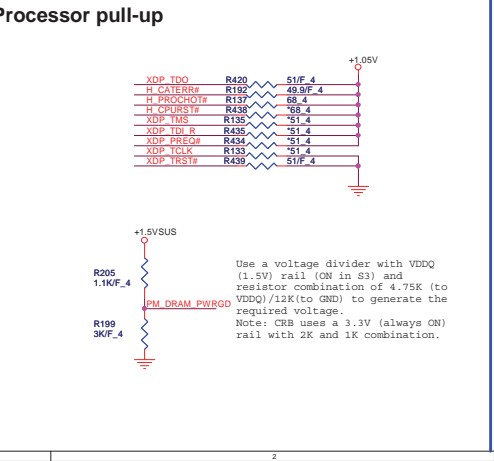 Processor pull-up
+1.05V
XDP_TDO R420 51/F_4
H_CATERR# R192 49.9/F_4
H_PROCHOT# R137 68_4
H_CPURST# R438 *68_4
XDP_TMS R135 *51_4
XDP_TDI_R R435 *51_4
XDP_PREQ# R434 *51_4
XDP_TCLK R133 *51_4
XDP_TRST# R439 51/F_4
+1.5VSUS
R205
1.1K/F_4
PM_DRAM_PWRGD
R199
3K/F_4
Use a voltage divider with VDDQ
(1.5V) rail (ON in S3) and
resistor combination of 4.75K (to
VDDQ)/12K(to GND) to generate the
required voltage.
Note: CRB uses a 3.3V (always ON)
rail with 2K and 1K combination.
2